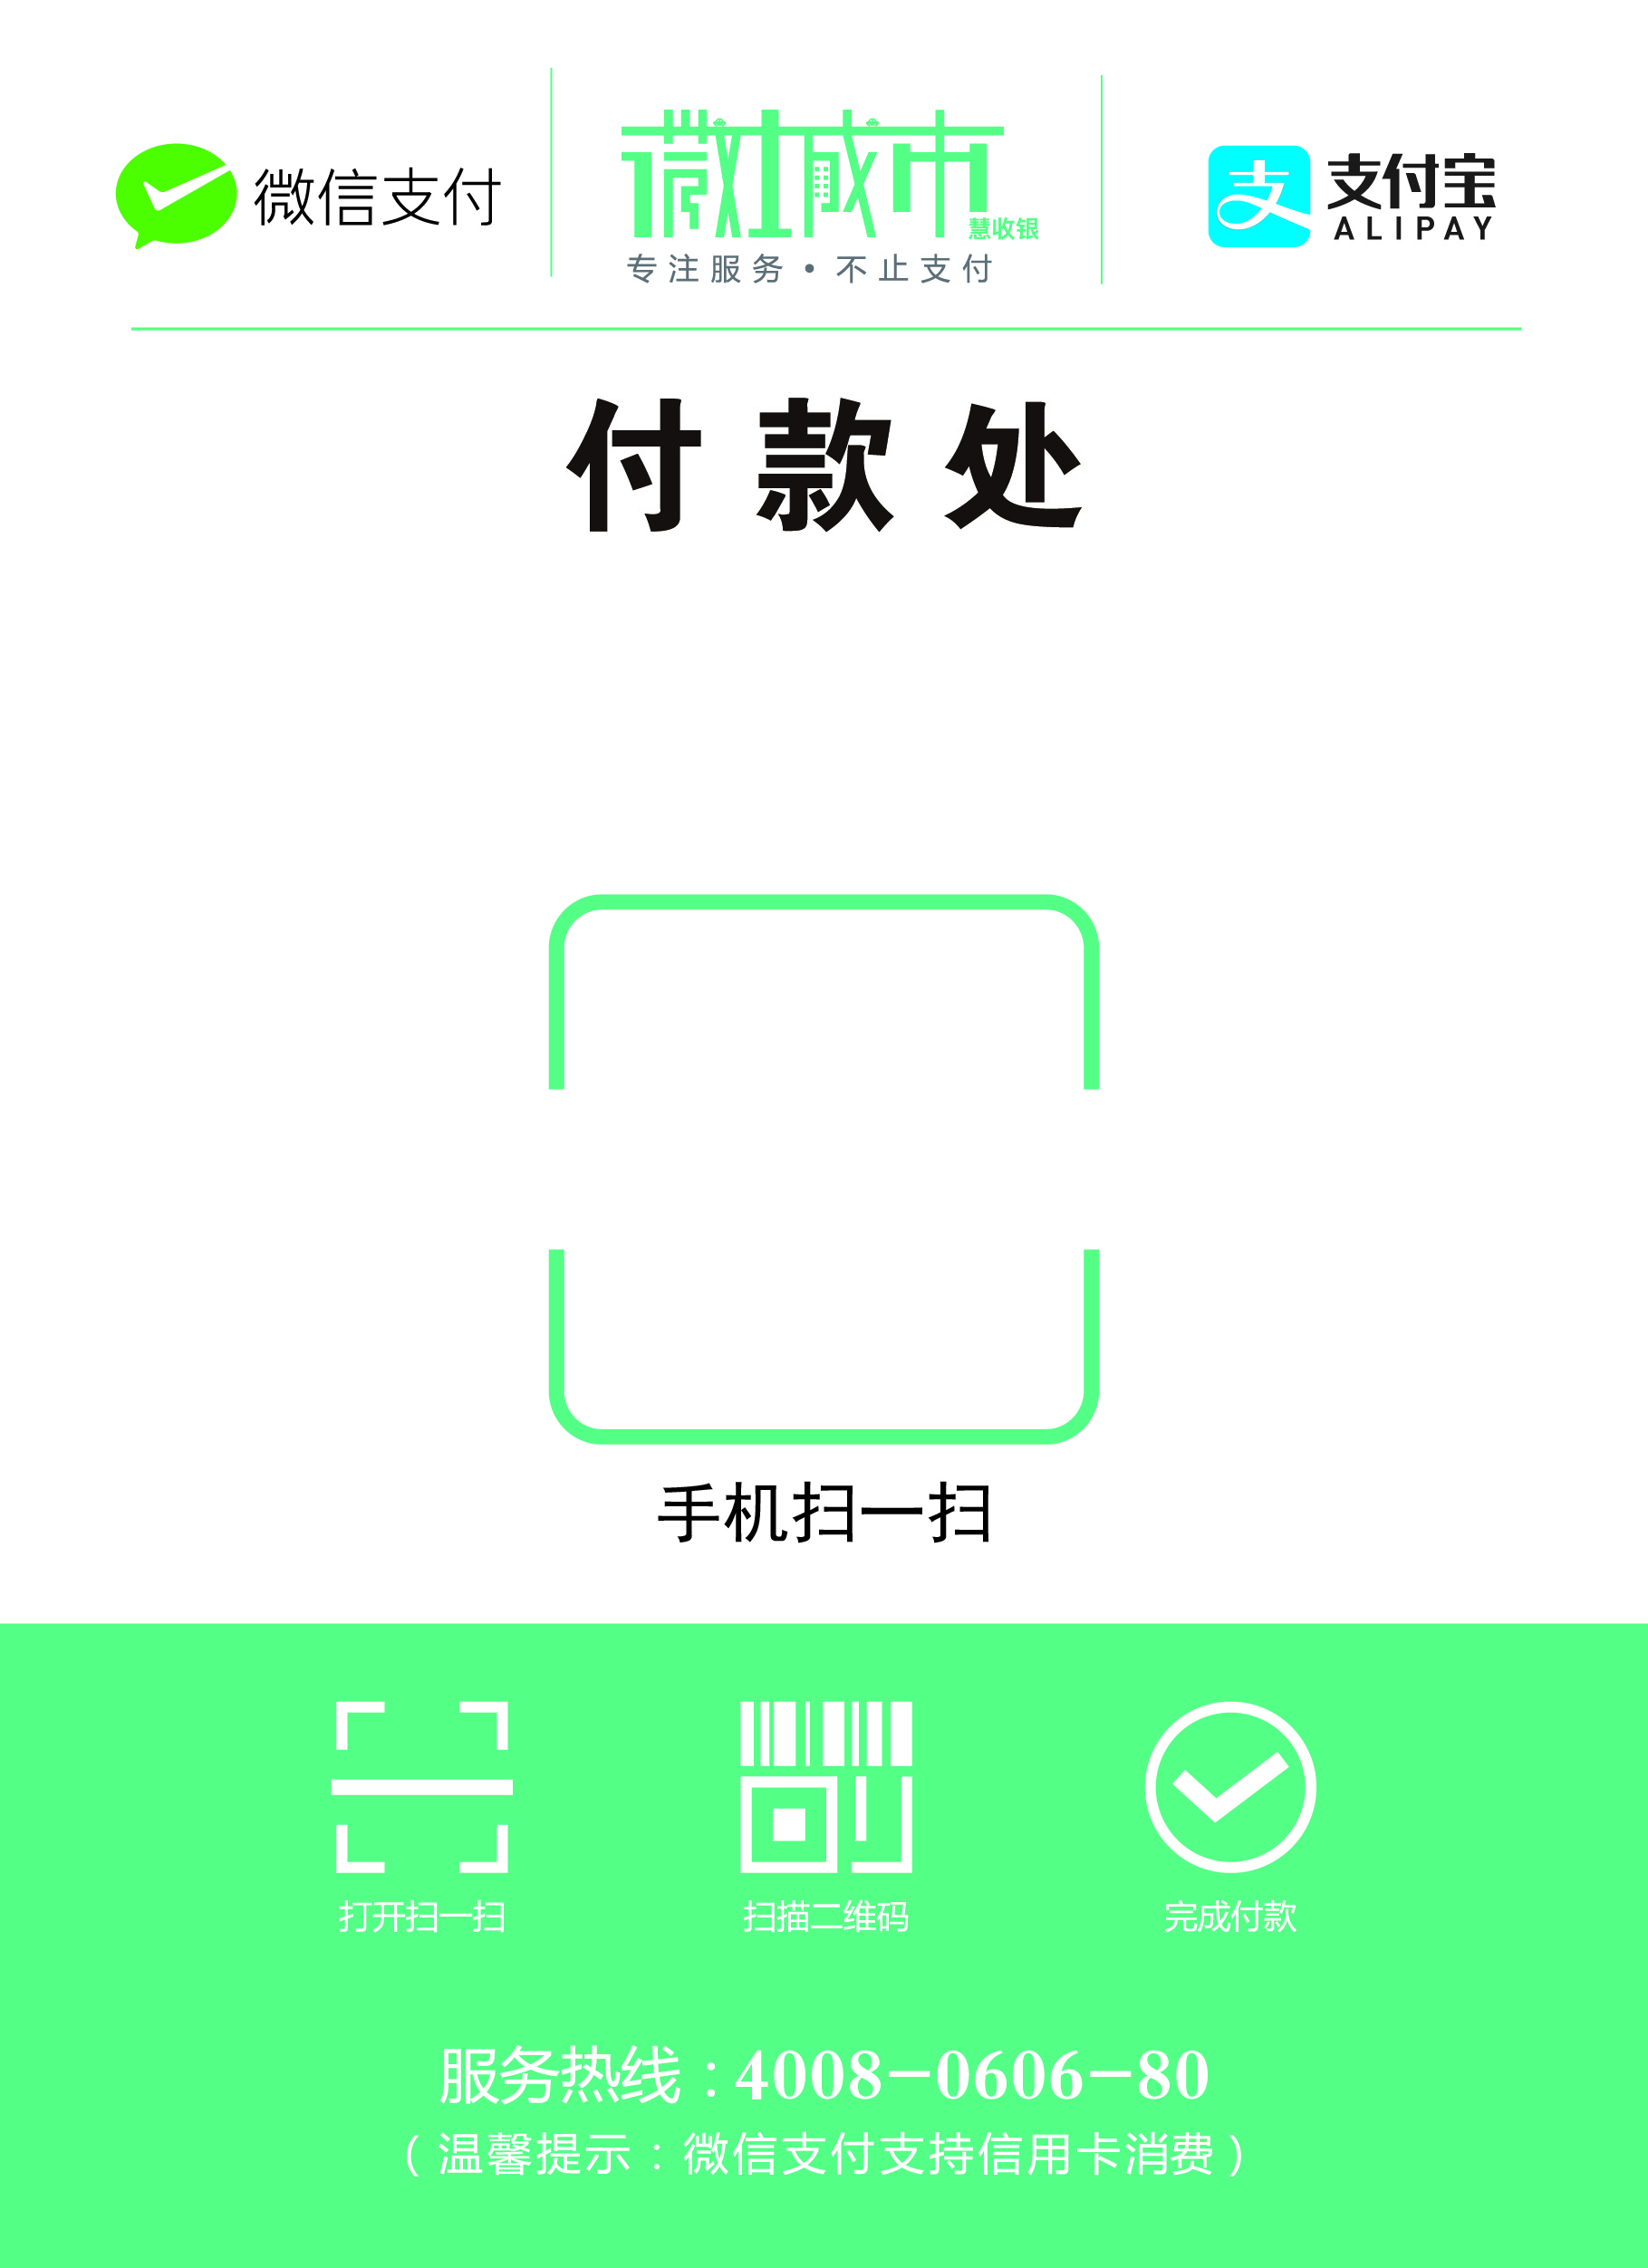 微信支付
微城市
慧收银
专注服务·不止支付
支付宝
ALIPAY
付款处
手机扫一扫
打开扫一扫
扫描二维码
完成付款
服务热线:4008-0606-80
(温馨提示:微信支付支持信用卡消费)